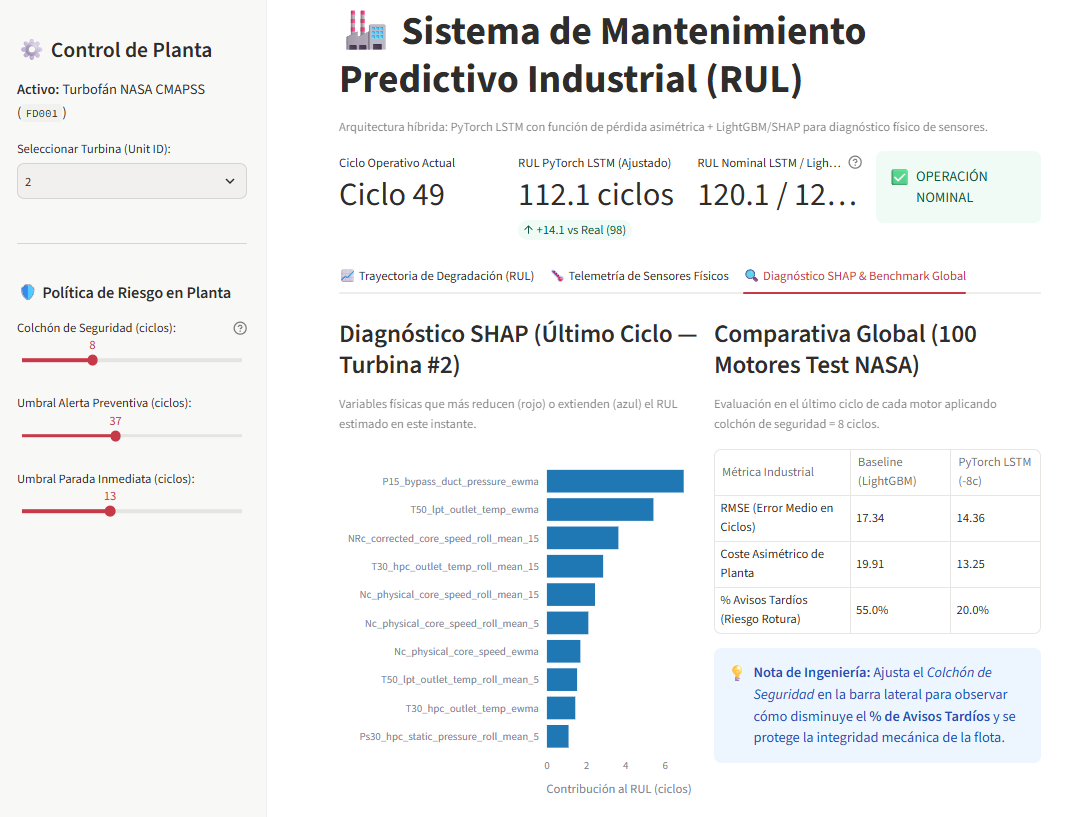 Control de Planta
Activo: Turbofán NASA CMAPSS
( FD001 )
Seleccionar Turbina (Unit ID):
2
Política de Riesgo en Planta
Colchón de Seguridad (ciclos):
8
Umbral Alerta Preventiva (ciclos):
37
Umbral Parada Inmediata (ciclos):
13
Sistema de Mantenimiento
Predictivo Industrial (RUL)
Arquitectura híbrida: PyTorch LSTM con función de pérdida asimétrica + LightGBM/SHAP para diagnóstico físico de sensores.
Ciclo Operativo Actual
Ciclo 49
RUL PyTorch LSTM (Ajustado)
112.1 ciclos
↑ +14.1 vs Real (98)
RUL Nominal LSTM / Ligh...
120.1 / 12...
OPERACIÓN
NOMINAL
Trayectoria de Degradación (RUL)
Telemetría de Sensores Físicos
Diagnóstico SHAP & Benchmark Global
Diagnóstico SHAP (Último Ciclo —
Turbina #2)
Variables físicas que más reducen (rojo) o extienden (azul) el RUL
estimado en este instante.
P15_bypass_duct_pressure_ewma
T50_lpt_outlet_temp_ewma
NRc_corrected_core_speed_roll_mean_15
T30_hpc_outlet_temp_roll_mean_15
Nc_physical_core_speed_roll_mean_15
Nc_physical_core_speed_roll_mean_5
Nc_physical_core_speed_ewma
T50_lpt_outlet_temp_roll_mean_5
T30_hpc_outlet_temp_ewma
Ps30_hpc_static_pressure_roll_mean_5
0 2 4 6
Contribución al RUL (ciclos)
Comparativa Global (100
Motores Test NASA)
Evaluación en el último ciclo de cada motor aplicando
colchón de seguridad = 8 ciclos.
Métrica Industrial
Baseline
(LightGBM)
PyTorch LSTM
(-8c)
RMSE (Error Medio en
Ciclos)
17.34
14.36
Coste Asimétrico de
Planta
19.91
13.25
% Avisos Tardíos
(Riesgo Rotura)
55.0%
20.0%
Nota de Ingeniería: Ajusta el Colchón de
Seguridad en la barra lateral para observar
cómo disminuye el % de Avisos Tardíos y se
protege la integridad mecánica de la flota.